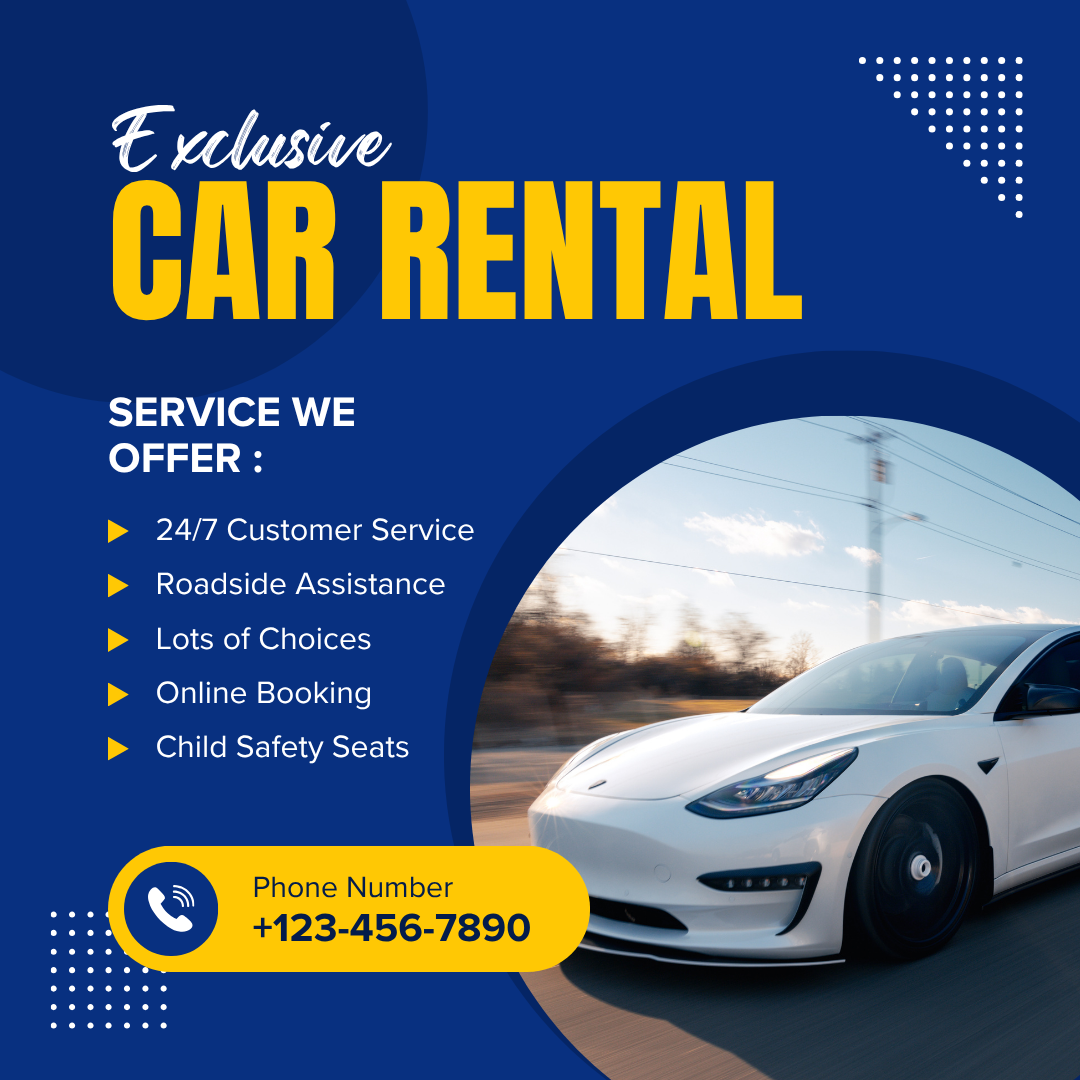 Exclusive
CAR RENTAL
SERVICE WE
OFFER :
24/7 Customer Service
Roadside Assistance
Lots of Choices
Online Booking
Child Safety Seats
Phone Number
+123-456-7890